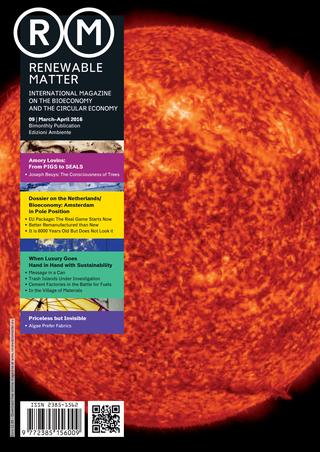 RM
RENEWABLE
MATTER
INTERNATIONAL MAGAZINE
ON THE BIOECONOMY
AND THE CIRCULAR ECONOMY
09 | March-April 2016
Bimonthly Publication
Edizioni Ambiente
Amory Lovins:
From PIGS to SEALS
• Joseph Beuys: The Consciousness of Trees
Dossier on the Netherlands/
Bioeconomy: Amsterdam
in Pole Position
• EU Package: The Real Game Starts Now
• Better Remanufactured than New
• It is 8000 Years Old But Does Not Look it
When Luxury Goes
Hand in Hand with Sustainability
• Message in a Can
• Trash Islands Under Investigation
• Cement Factories in the Battle for Fuels
• In the Village of Materials
Priceless but Invisible
• Algae Prefer Fabrics
ISSN 2385-1562
9 772385 156009